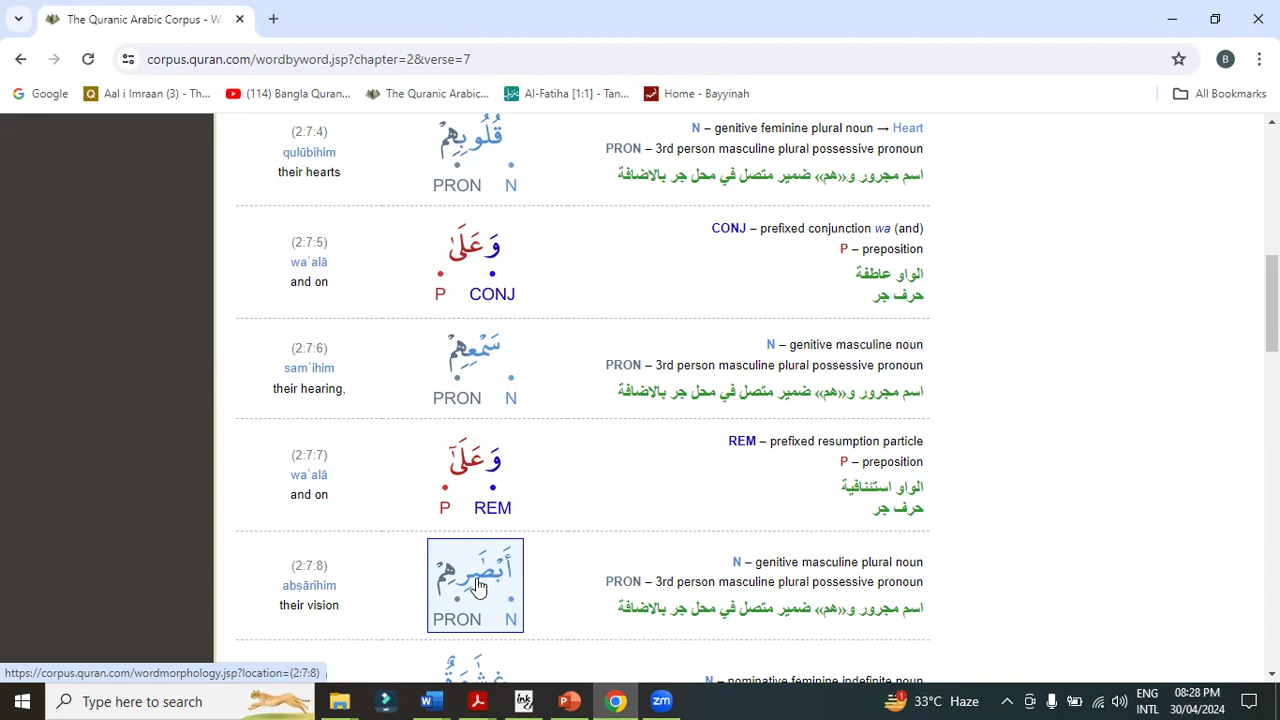 The Quranic Arabic Corpus - Wo
corpus.quran.com/wordbyword.jsp?chapter=2&verse=7
B
Google
Aal i Imraan (3) - Th...
(114) Bangla Quran...
The Quranic Arabic...
Al-Fatiha [1:1] - Tan...
Home - Bayyinah
All Bookmarks
(2:7:4)
qulūbihim
their hearts
قُلُوبِهِمْ
PRON N
N – genitive feminine plural noun → Heart
PRON – 3rd person masculine plural possessive pronoun
اسم مجرور و«هم» ضمير متصل في محل جر بالاضافة
(2:7:5)
waʿalā
and on
وَعَلَىٰ
P CONJ
CONJ – prefixed conjunction wa (and)
P – preposition
الواو عاطفة
حرف جر
(2:7:6)
samʿihim
their hearing,
سَمْعِهِمْ
PRON N
N – genitive masculine noun
PRON – 3rd person masculine plural possessive pronoun
اسم مجرور و«هم» ضمير متصل في محل جر بالاضافة
(2:7:7)
waʿalā
and on
وَعَلَىٰٓ
P REM
REM – prefixed resumption particle
P – preposition
الواو استئنافية
حرف جر
(2:7:8)
abṣārihim
their vision
أَبْصَٰرِهِمْ
PRON N
N – genitive masculine plural noun
PRON – 3rd person masculine plural possessive pronoun
اسم مجرور و«هم» ضمير متصل في محل جر بالاضافة
N – nominative feminine indefinite noun
https://corpus.quran.com/wordmorphology.jsp?location=(2:7:8)
Type here to search
33°C Haze
ENG
INTL
08:28 PM
30/04/2024